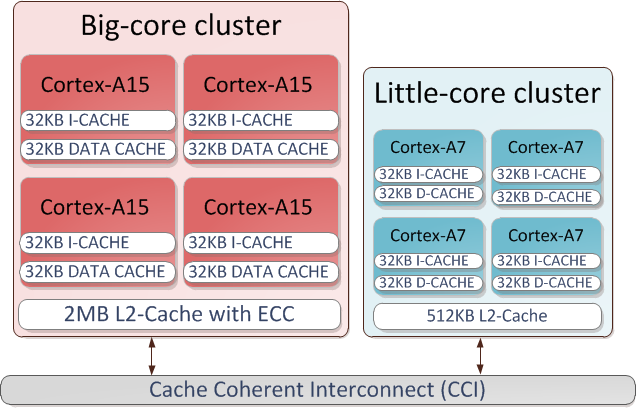 Big-core cluster
Cortex-A15
32KB I-CACHE
32KB DATA CACHE
Cortex-A15
32KB I-CACHE
32KB DATA CACHE
Cortex-A15
32KB I-CACHE
32KB DATA CACHE
Cortex-A15
32KB I-CACHE
32KB DATA CACHE
2MB L2-Cache with ECC
Little-core cluster
Cortex-A7
32KB I-CACHE
32KB D-CACHE
Cortex-A7
32KB I-CACHE
32KB D-CACHE
Cortex-A7
32KB I-CACHE
32KB D-CACHE
Cortex-A7
32KB I-CACHE
32KB D-CACHE
512KB L2-Cache
Cache Coherent Interconnect (CCI)